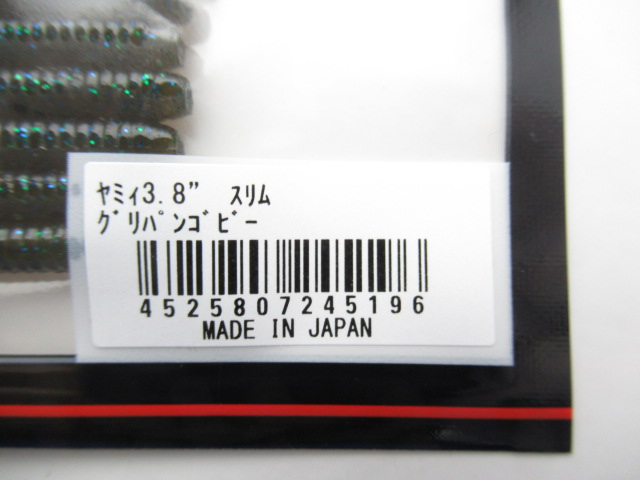 ﾔﾐｨ3.8” ｽﾘﾑ
ｸﾞﾘﾊﾟﾝｺﾞﾋﾞｰ
4525807245196
MADE IN JAPAN